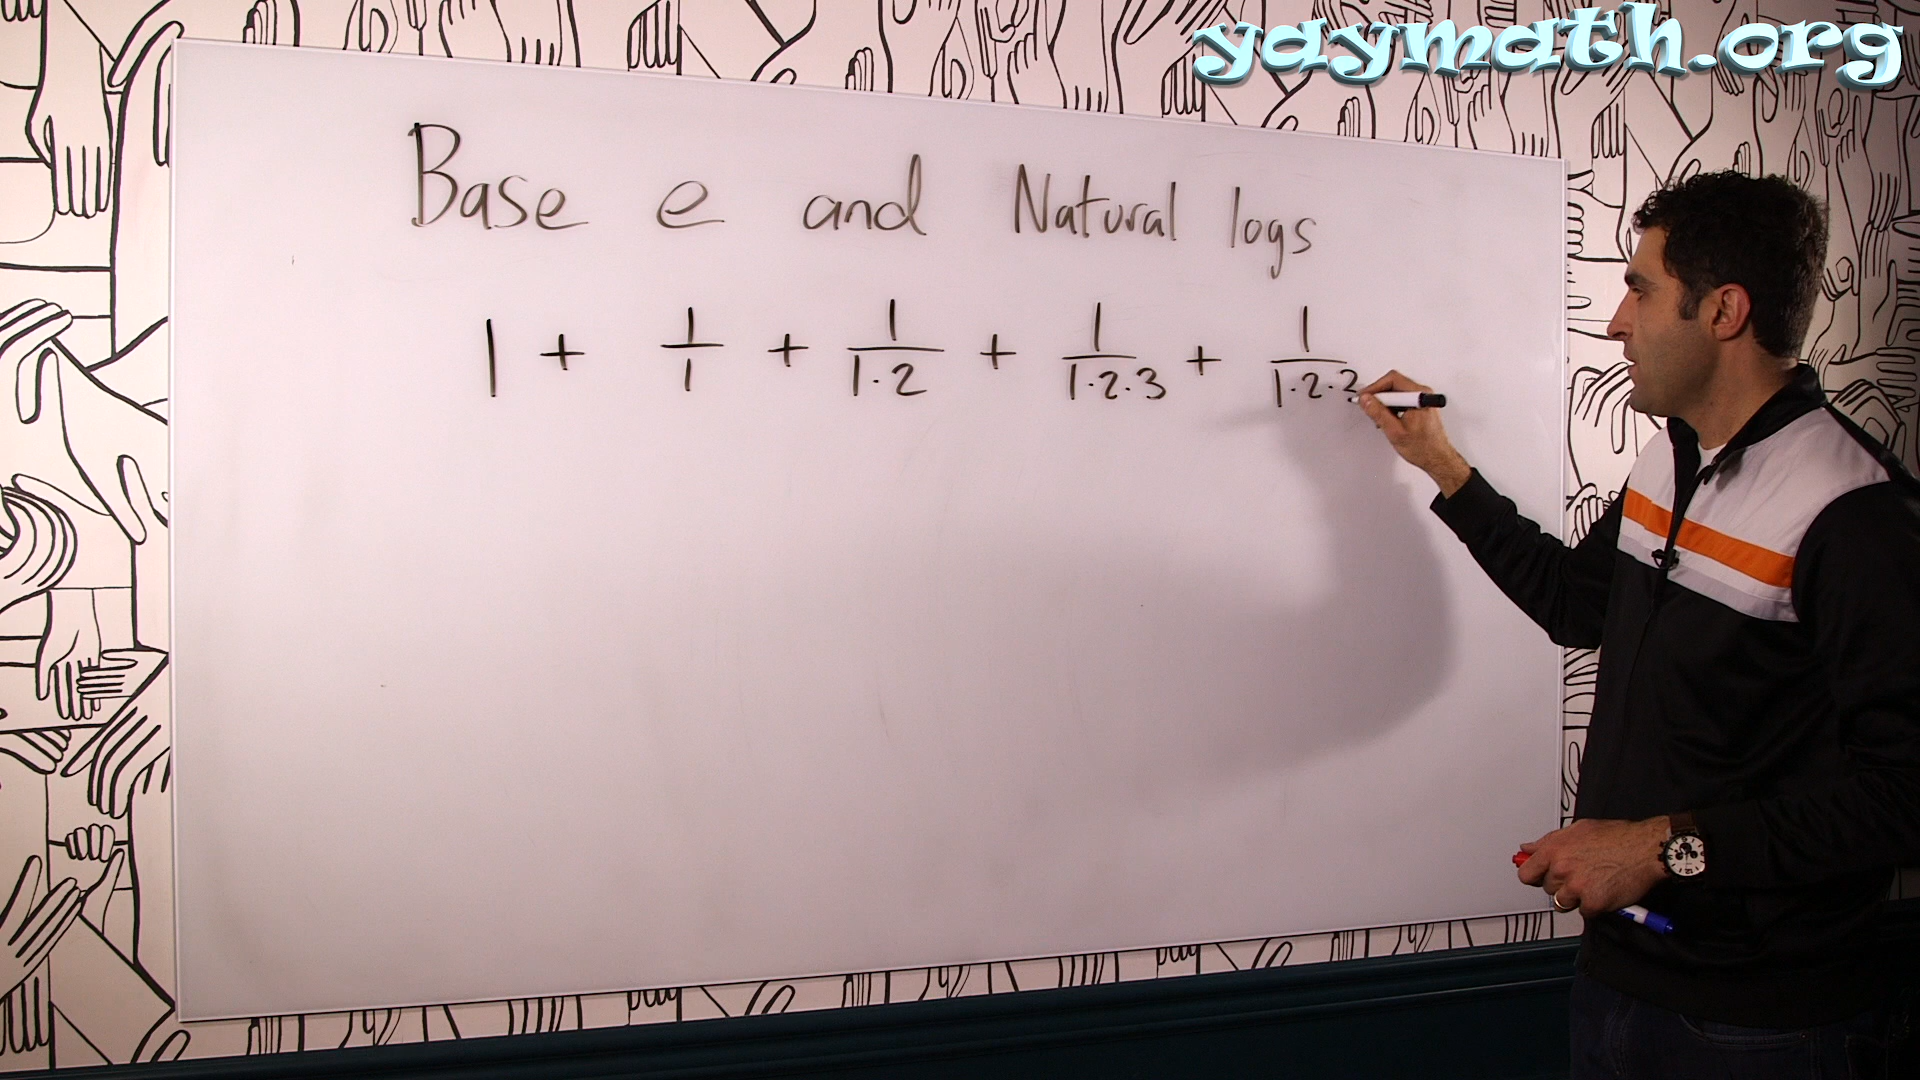 yaymath.org
Base e and Natural logs
1 + 1/1 + 1/1·2 + 1/1·2·3 + 1/1·2·3